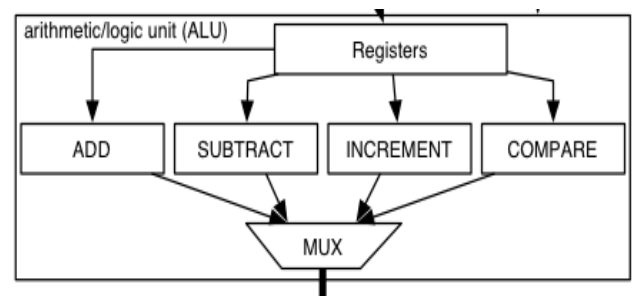 arithmetic/logic unit (ALU)
Registers
ADD
SUBTRACT
INCREMENT
COMPARE
MUX